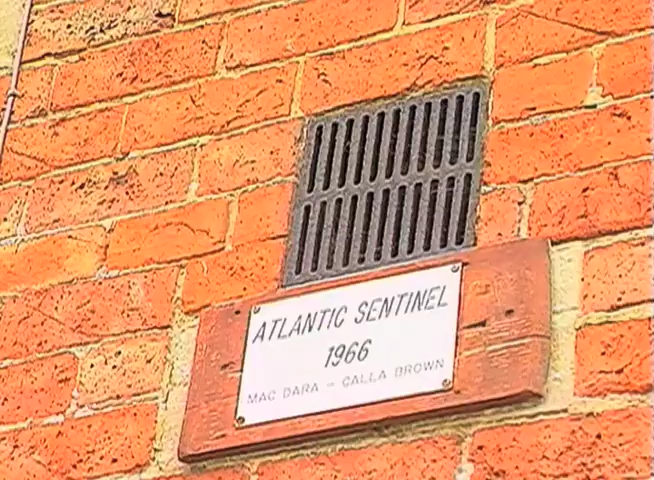 ATLANTIC SENTINEL
1966
MAC DARA - CALLA BROWN